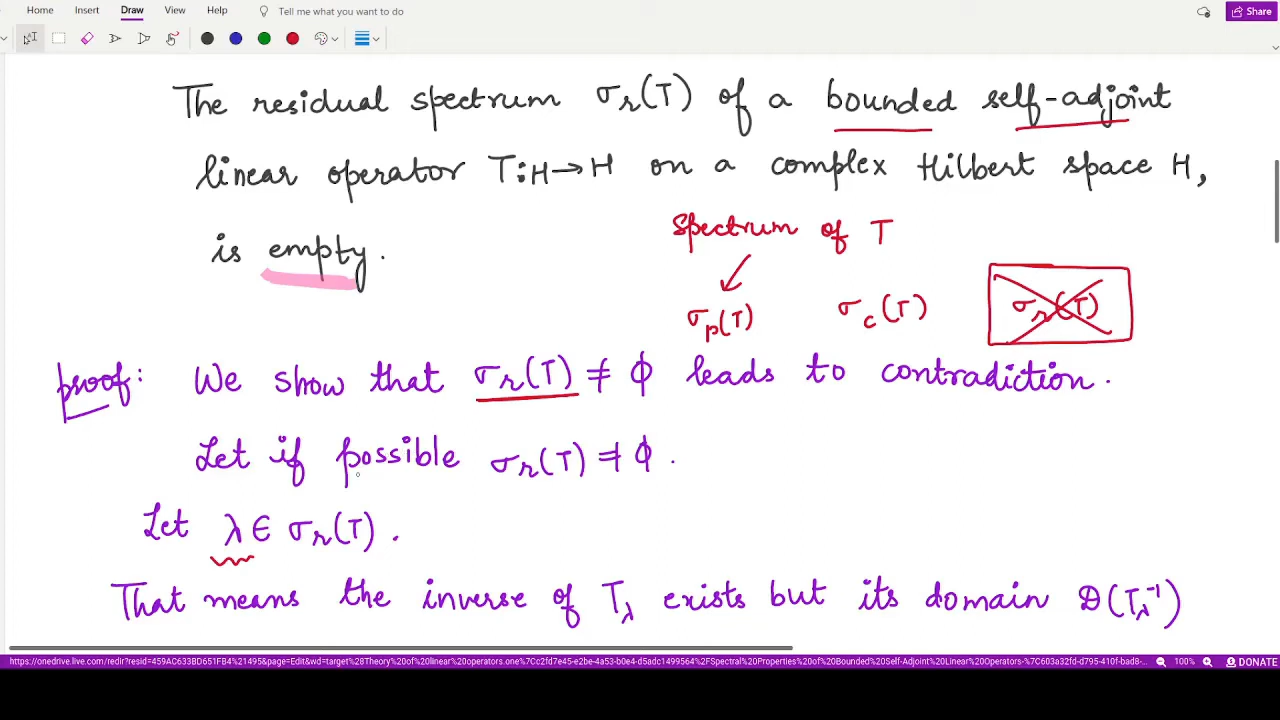 Home Insert Draw View Help Tell me what you want to do Share
The residual spectrum σr(T) of a bounded self-adjoint
linear operator T:H→H on a complex Hilbert space H,
is empty.
Spectrum of T
σp(T) σc(T) σr(T)
proof: We show that σr(T) ≠ ϕ leads to contradiction.
Let if possible σr(T) ≠ ϕ.
Let λ ∈ σr(T).
That means the inverse of Tλ exists but its domain D(Tλ⁻¹)
100% DONATE